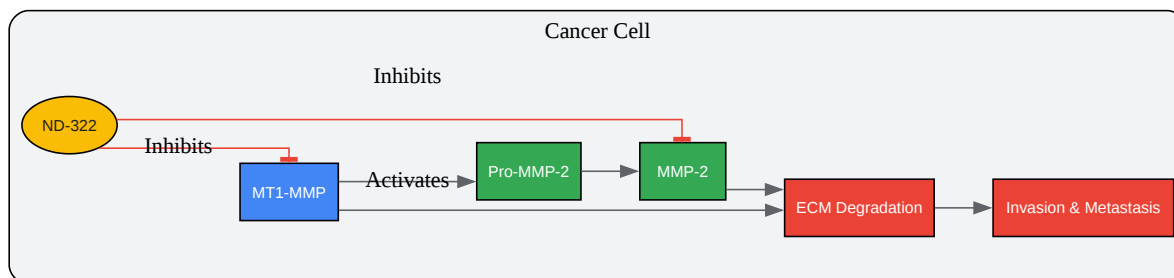 Cancer Cell
Inhibits
ND-322
Inhibits
MT1-MMP
Activates
Pro-MMP-2
MMP-2
ECM Degradation
Invasion & Metastasis